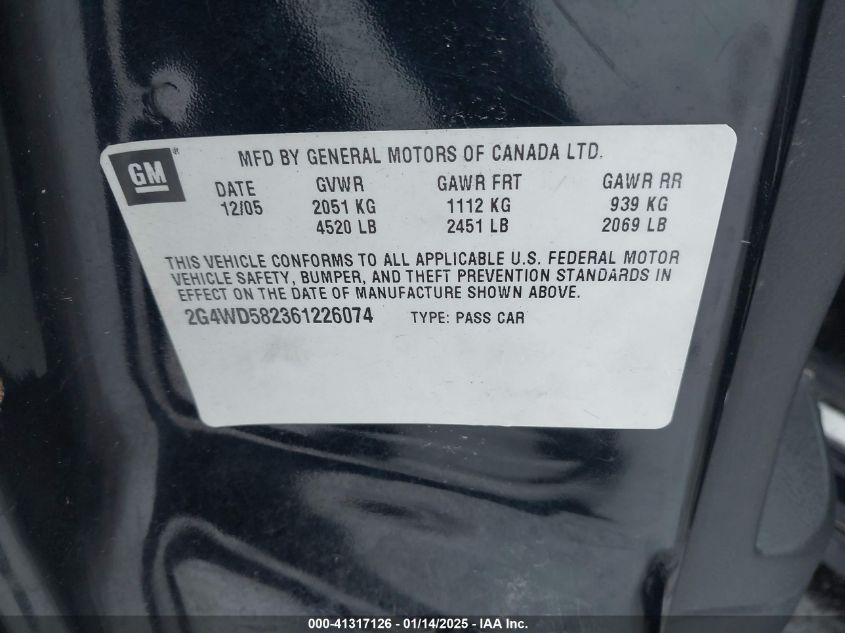 GM®
MFD BY GENERAL MOTORS OF CANADA LTD.
DATE GVWR GAWR FRT GAWR RR
12/05 2051 KG 1112 KG 939 KG
4520 LB 2451 LB 2069 LB
THIS VEHICLE CONFORMS TO ALL APPLICABLE U.S. FEDERAL MOTOR
VEHICLE SAFETY, BUMPER, AND THEFT PREVENTION STANDARDS IN
EFFECT ON THE DATE OF MANUFACTURE SHOWN ABOVE.
2G4WD582361226074 TYPE: PASS CAR
000-41317126 - 01/14/2025 - IAA Inc.